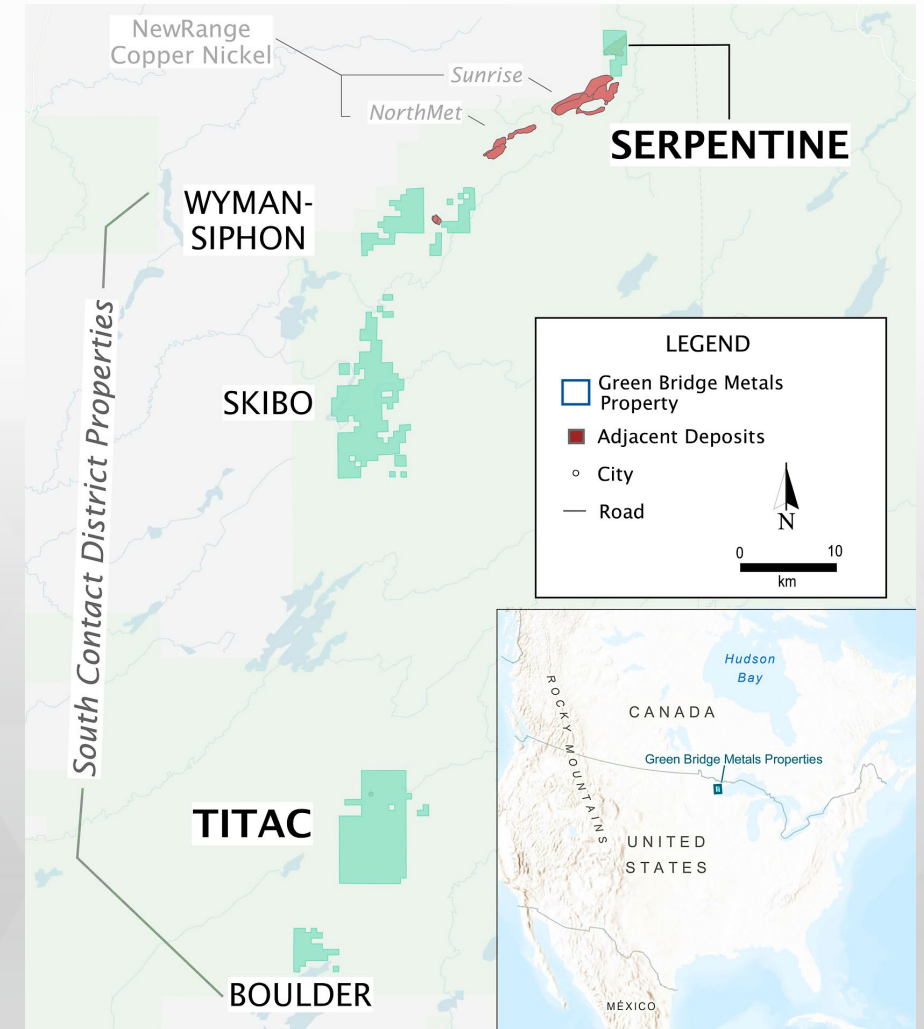 NewRange
Copper Nickel
Sunrise
NorthMet
SERPENTINE
WYMAN-
SIPHON
SKIBO
South Contact District Properties
TITAC
BOULDER
LEGEND
Green Bridge Metals
Property
Adjacent Deposits
City
Road
N
0 10
km
Hudson
Bay
CANADA
ROCKY MOUNTAINS
Green Bridge Metals Properties
UNITED
STATES
MÉXICO